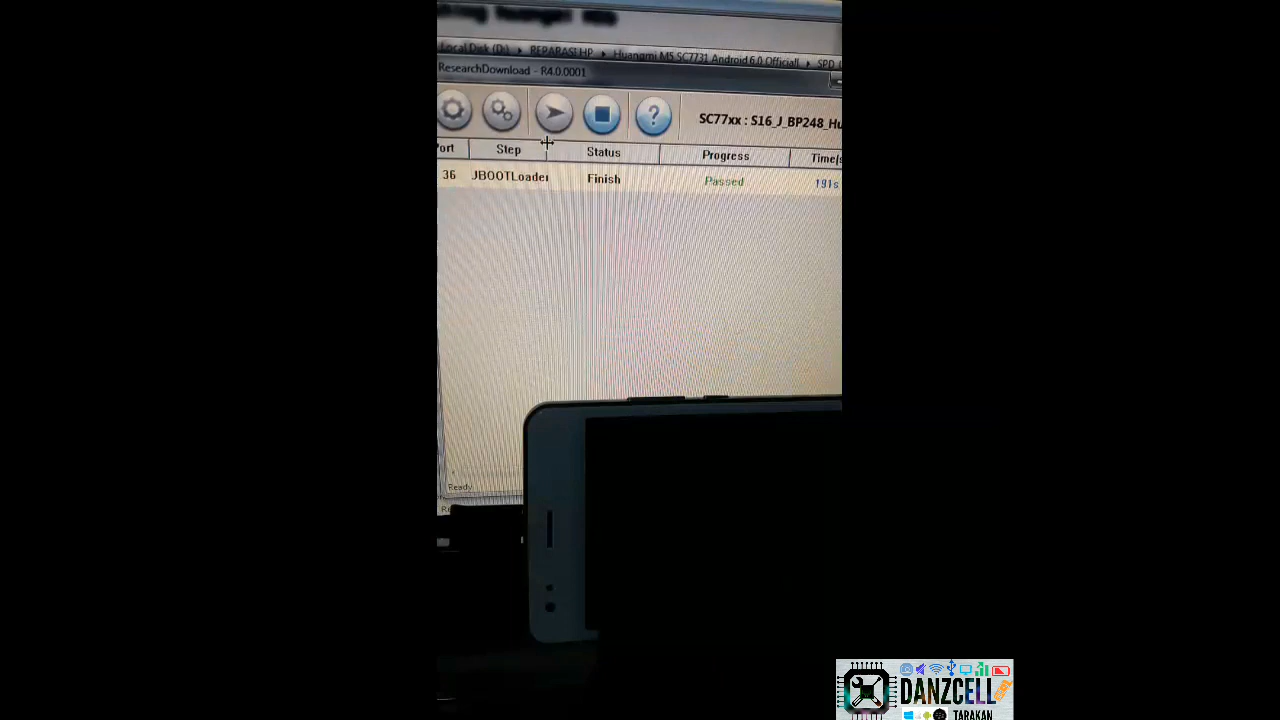 Local Disk (D:) ▸ REPARASI HP ▸ Huangmi M5 SC7731 Android 6.0 Officiall ▸ SPD
ResearchDownload - R4.0.0001
SC77xx : S16_J_BP248_Hu
Port Step Status Progress Time(s
36 JBOOTLoader Finish Passed 191s
Ready
DANZCELL
TARAKAN